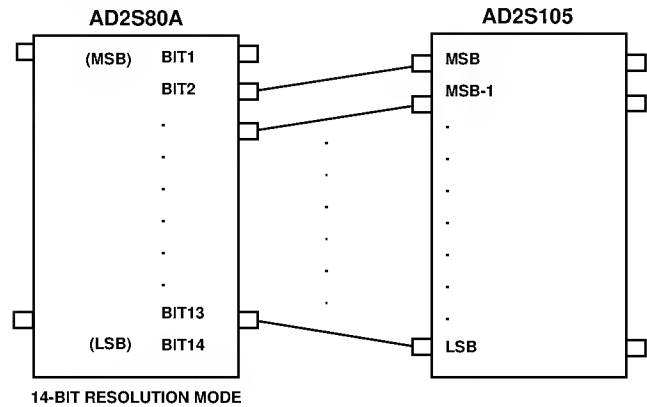 AD2S80A
AD2S105
(MSB) BIT1
BIT2
BIT13
(LSB) BIT14
MSB
MSB-1
LSB
14-BIT RESOLUTION MODE